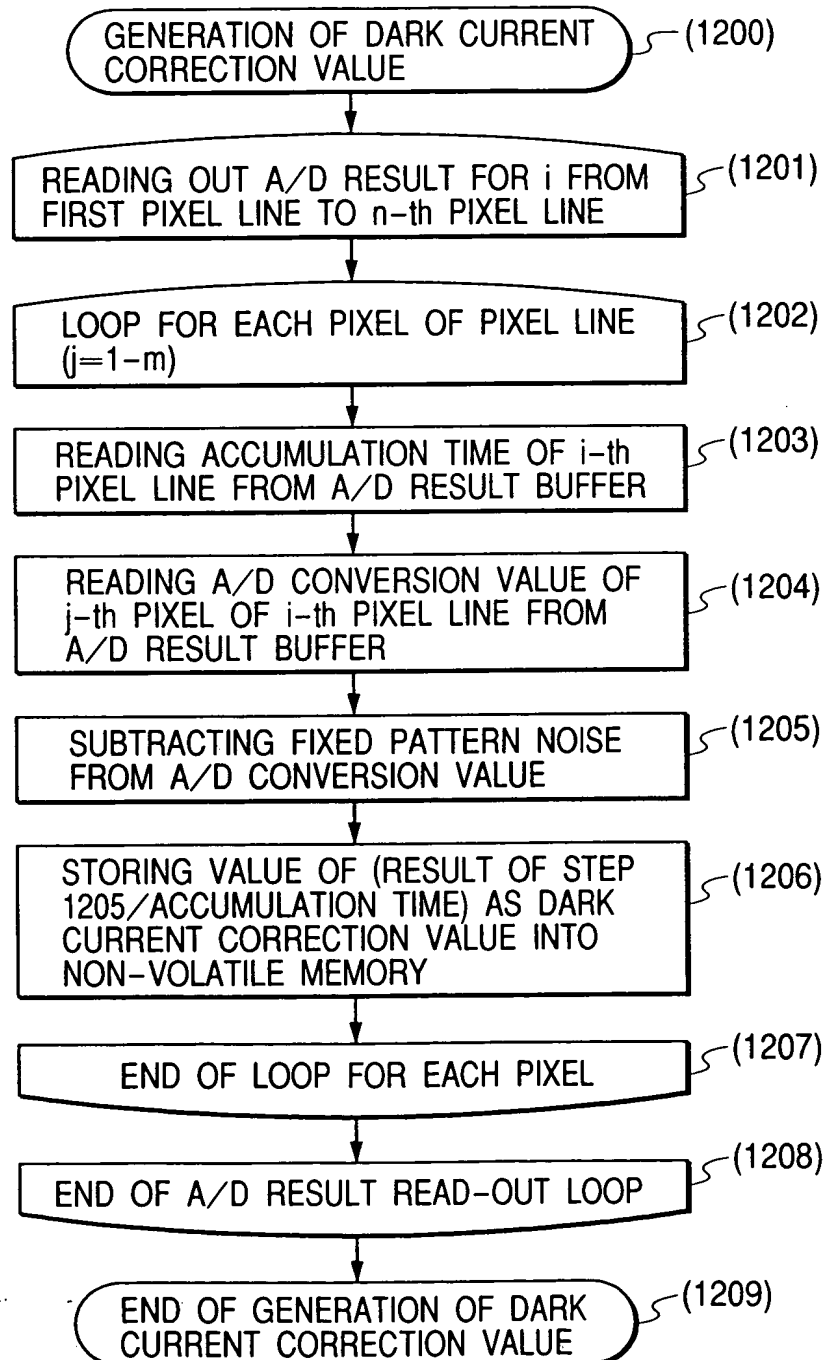 GENERATION OF DARK CURRENT
CORRECTION VALUE
(1200)
READING OUT A/D RESULT FOR i FROM
FIRST PIXEL LINE TO n-th PIXEL LINE
(1201)
LOOP FOR EACH PIXEL OF PIXEL LINE
(j=1-m)
(1202)
READING ACCUMULATION TIME OF i-th
PIXEL LINE FROM A/D RESULT BUFFER
(1203)
READING A/D CONVERSION VALUE OF
j-th PIXEL OF i-th PIXEL LINE FROM
A/D RESULT BUFFER
(1204)
SUBTRACTING FIXED PATTERN NOISE
FROM A/D CONVERSION VALUE
(1205)
STORING VALUE OF (RESULT OF STEP
1205/ACCUMULATION TIME) AS DARK
CURRENT CORRECTION VALUE INTO
NON-VOLATILE MEMORY
(1206)
END OF LOOP FOR EACH PIXEL
(1207)
END OF A/D RESULT READ-OUT LOOP
(1208)
END OF GENERATION OF DARK
CURRENT CORRECTION VALUE
(1209)